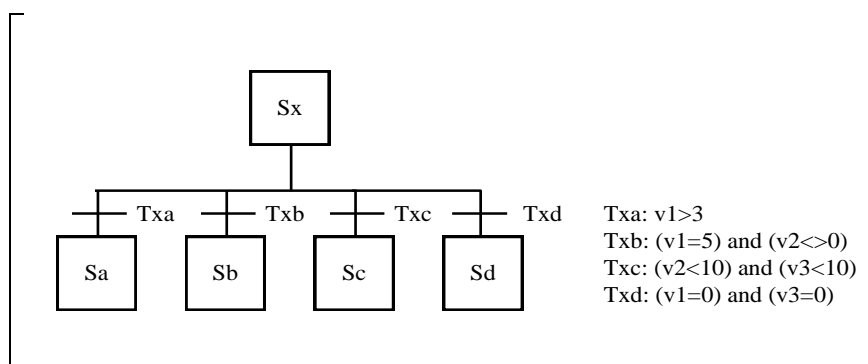 Sx
Txa
Txb
Txc
Txd
Sa
Sb
Sc
Sd
Txa: v1>3
Txb: (v1=5) and (v2<>0)
Txc: (v2<10) and (v3<10)
Txd: (v1=0) and (v3=0)